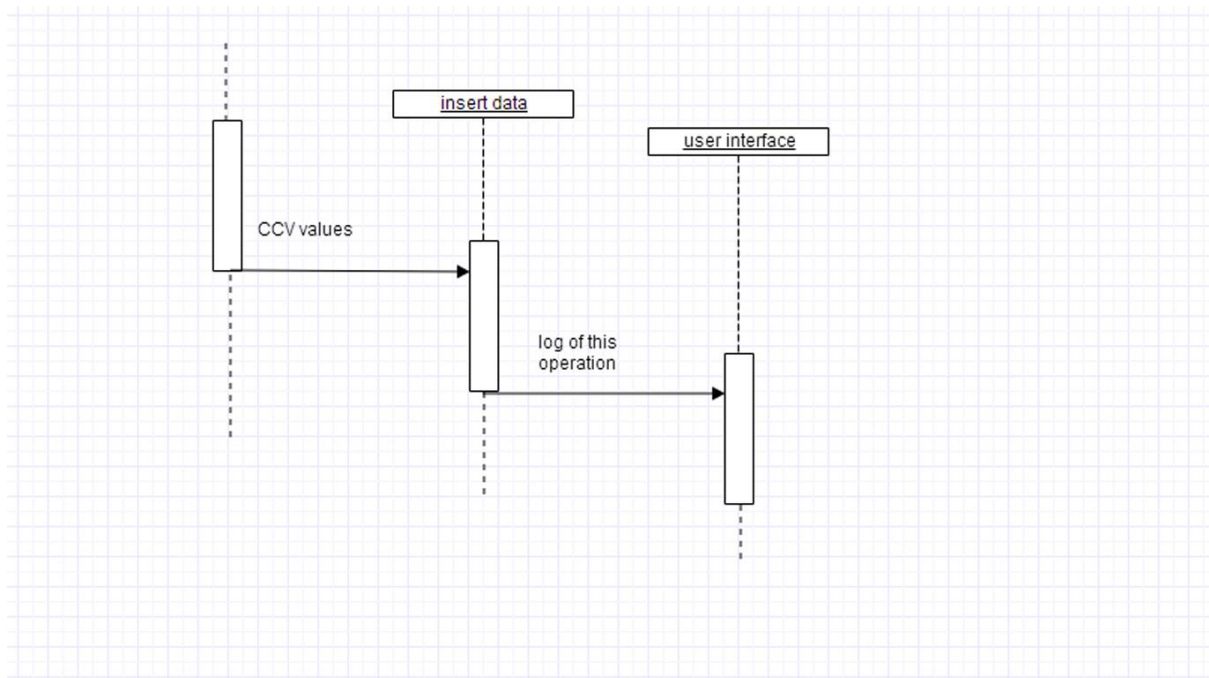 insert data
user interface
CCV values
log of this
operation